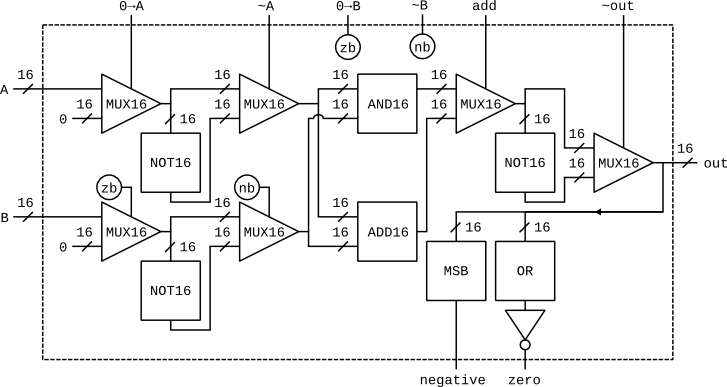 0→A ~A 0→B ~B add ~out
zb nb
A 16 16 16 16 16
MUX16 MUX16 AND16 MUX16
0 16 16 16 16 16 16
NOT16 NOT16 16 MUX16 16 out
16
zb nb
B 16 16 16
MUX16 MUX16 ADD16
0 16 16 16 16 16 16
NOT16 MSB OR
negative zero